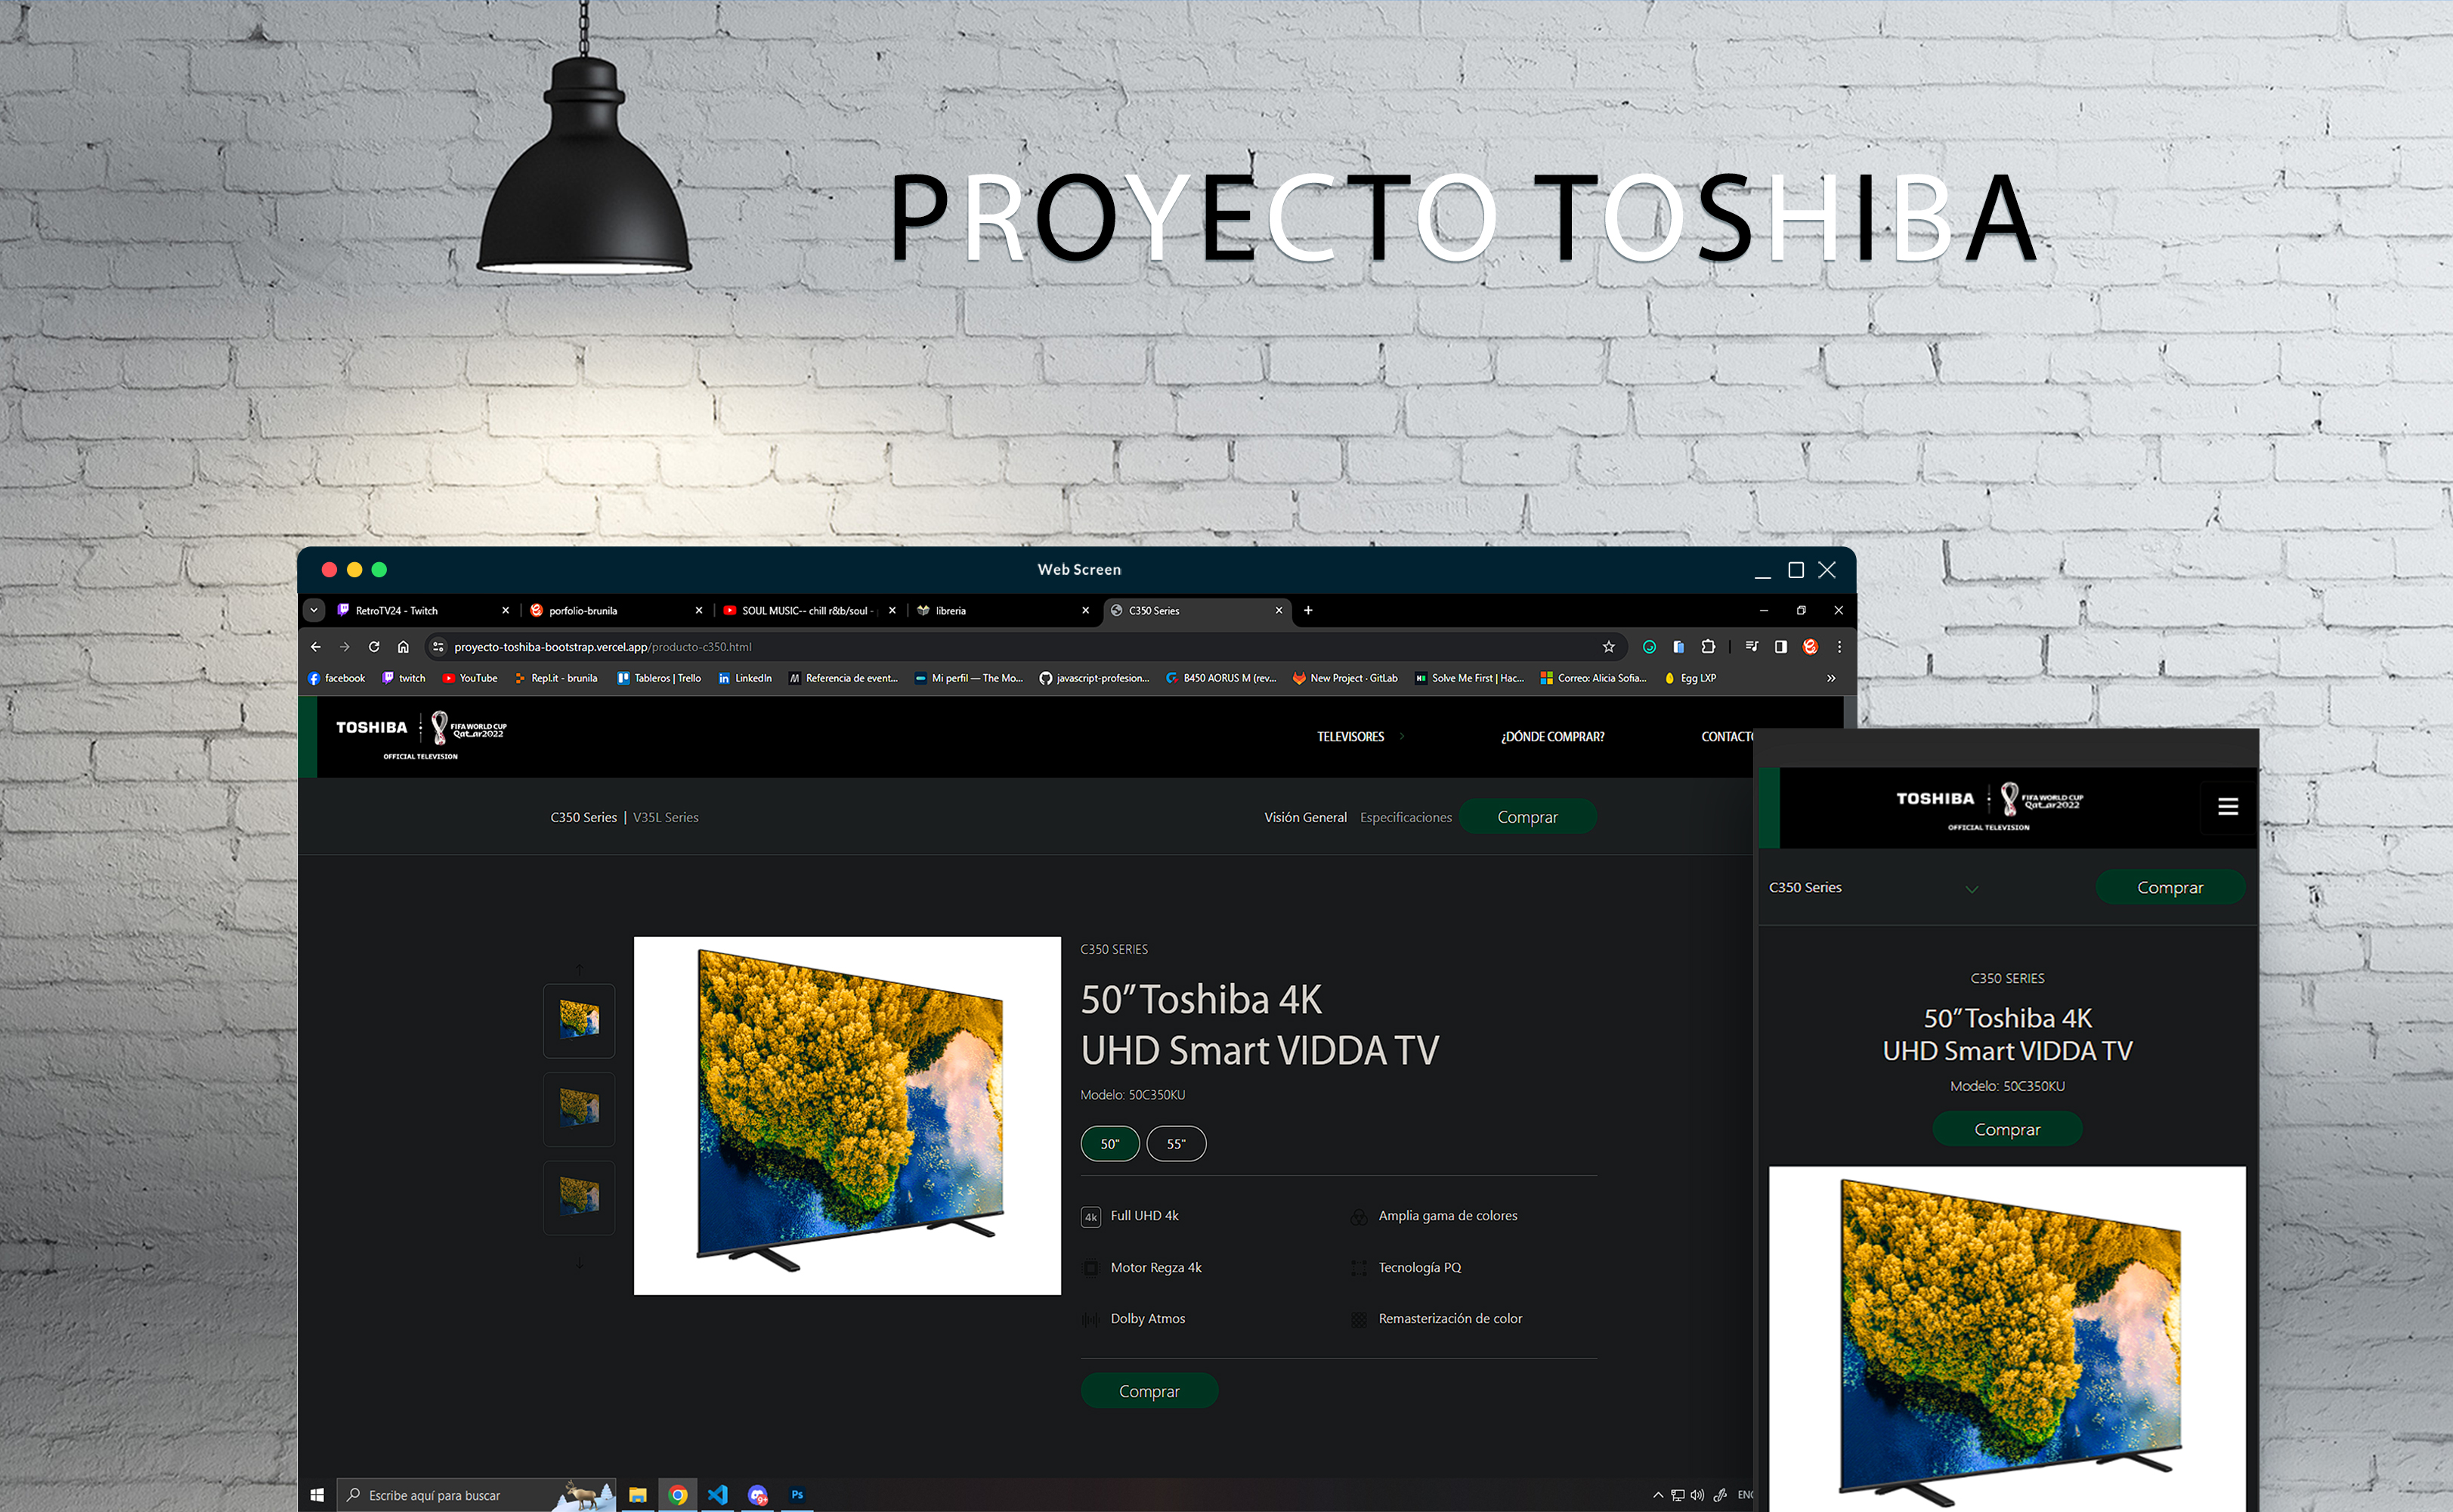 PROYECTO TOSHIBA
Web Screen
RetroTV24 - Twitch
porfolio-brunila
SOUL MUSIC-- chill r&b/soul -
libreria
C350 Series
proyecto-toshiba-bootstrap.vercel.app/producto-c350.html
facebook
twitch
YouTube
Repl.it - brunila
Tableros | Trello
LinkedIn
Referencia de event...
Mi perfil — The Mo...
javascript-profesion...
B450 AORUS M (rev...
New Project · GitLab
Solve Me First | Hac...
Correo: Alicia Sofia...
Egg LXP
TOSHIBA
FIFA WORLD CUP
Qatar2022
OFFICIAL TELEVISION
TELEVISORES
¿DÓNDE COMPRAR?
CONTACTO
C350 Series | V35L Series
Visión General
Especificaciones
Comprar
C350 SERIES
50” Toshiba 4K
UHD Smart VIDDA TV
Modelo: 50C350KU
50"
55"
4k
Full UHD 4k
Amplia gama de colores
Motor Regza 4k
Tecnología PQ
Dolby Atmos
Remasterización de color
Comprar
Escribe aquí para buscar
Ps
TOSHIBA
FIFA WORLD CUP
Qatar2022
OFFICIAL TELEVISION
C350 Series
Comprar
C350 SERIES
50” Toshiba 4K
UHD Smart VIDDA TV
Modelo: 50C350KU
Comprar